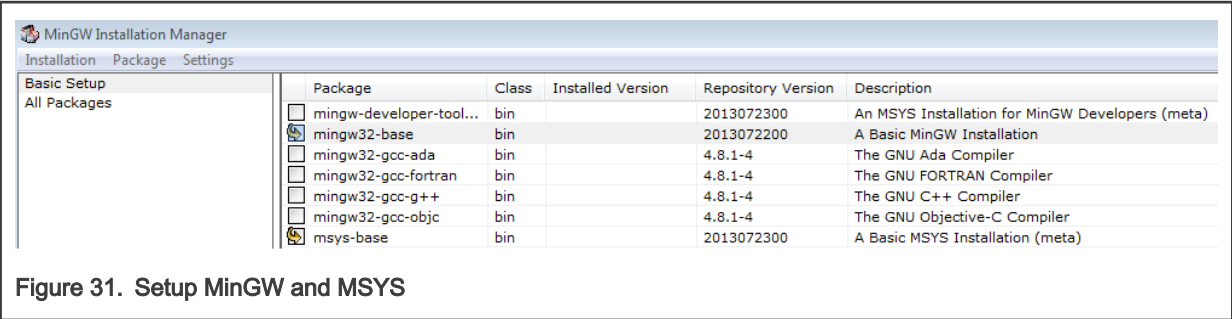 MinGW Installation Manager
Installation Package Settings
Basic Setup
All Packages
Package Class Installed Version Repository Version Description
mingw-developer-tool... bin 2013072300 An MSYS Installation for MinGW Developers (meta)
mingw32-base bin 2013072200 A Basic MinGW Installation
mingw32-gcc-ada bin 4.8.1-4 The GNU Ada Compiler
mingw32-gcc-fortran bin 4.8.1-4 The GNU FORTRAN Compiler
mingw32-gcc-g++ bin 4.8.1-4 The GNU C++ Compiler
mingw32-gcc-objc bin 4.8.1-4 The GNU Objective-C Compiler
msys-base bin 2013072300 A Basic MSYS Installation (meta)
Figure 31. Setup MinGW and MSYS